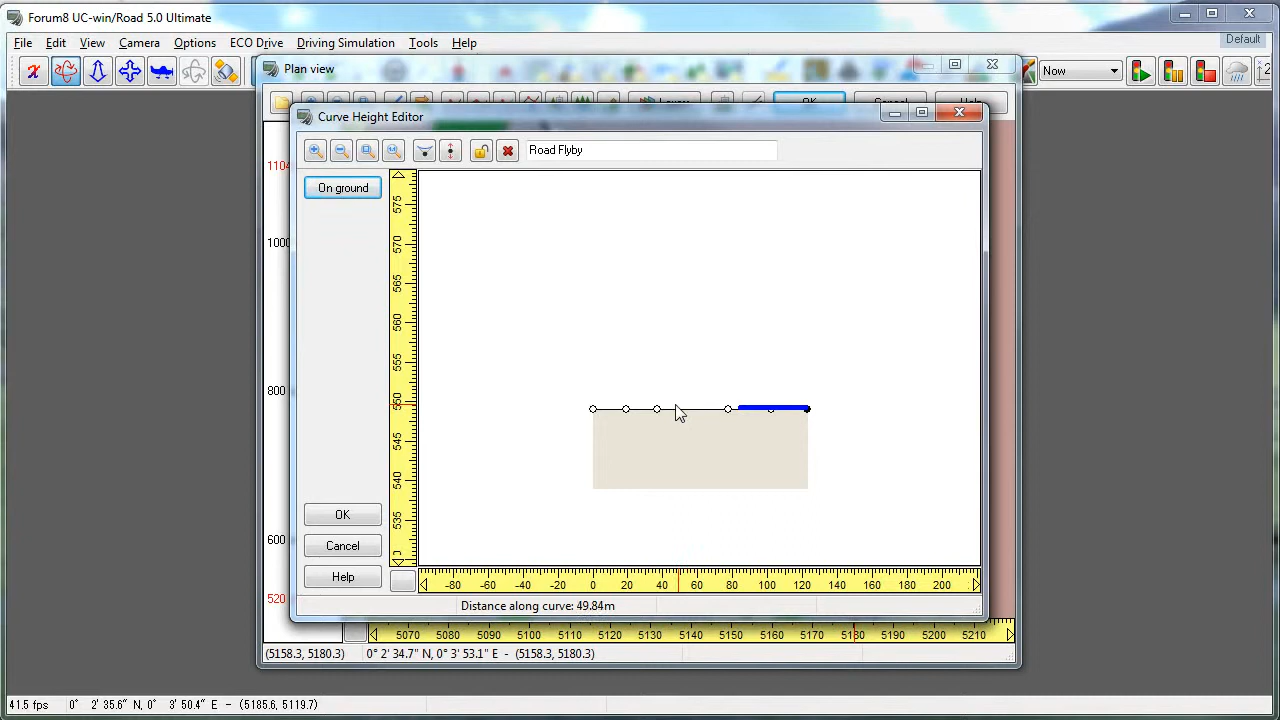 Forum8 UC-win/Road 5.0 Ultimate
File Edit View Camera Options ECO Drive Driving Simulation Tools Help
Default
Now
Plan view
OK Cancel Help
Curve Height Editor
Road Flyby
On ground
OK
Cancel
Help
1104
1000
800
600
520
575
570
565
560
555
550
545
540
535
-80 -60 -40 -20 0 20 40 60 80 100 120 140 160 180 200
Distance along curve: 49.84m
5070 5080 5090 5100 5110 5120 5130 5140 5150 5160 5170 5180 5190 5200 5210
(5158.3, 5180.3) 0° 2' 34.7" N, 0° 3' 53.1" E - (5158.3, 5180.3)
41.5 fps 0° 2' 35.6" N, 0° 3' 50.4" E - (5185.6, 5119.7)